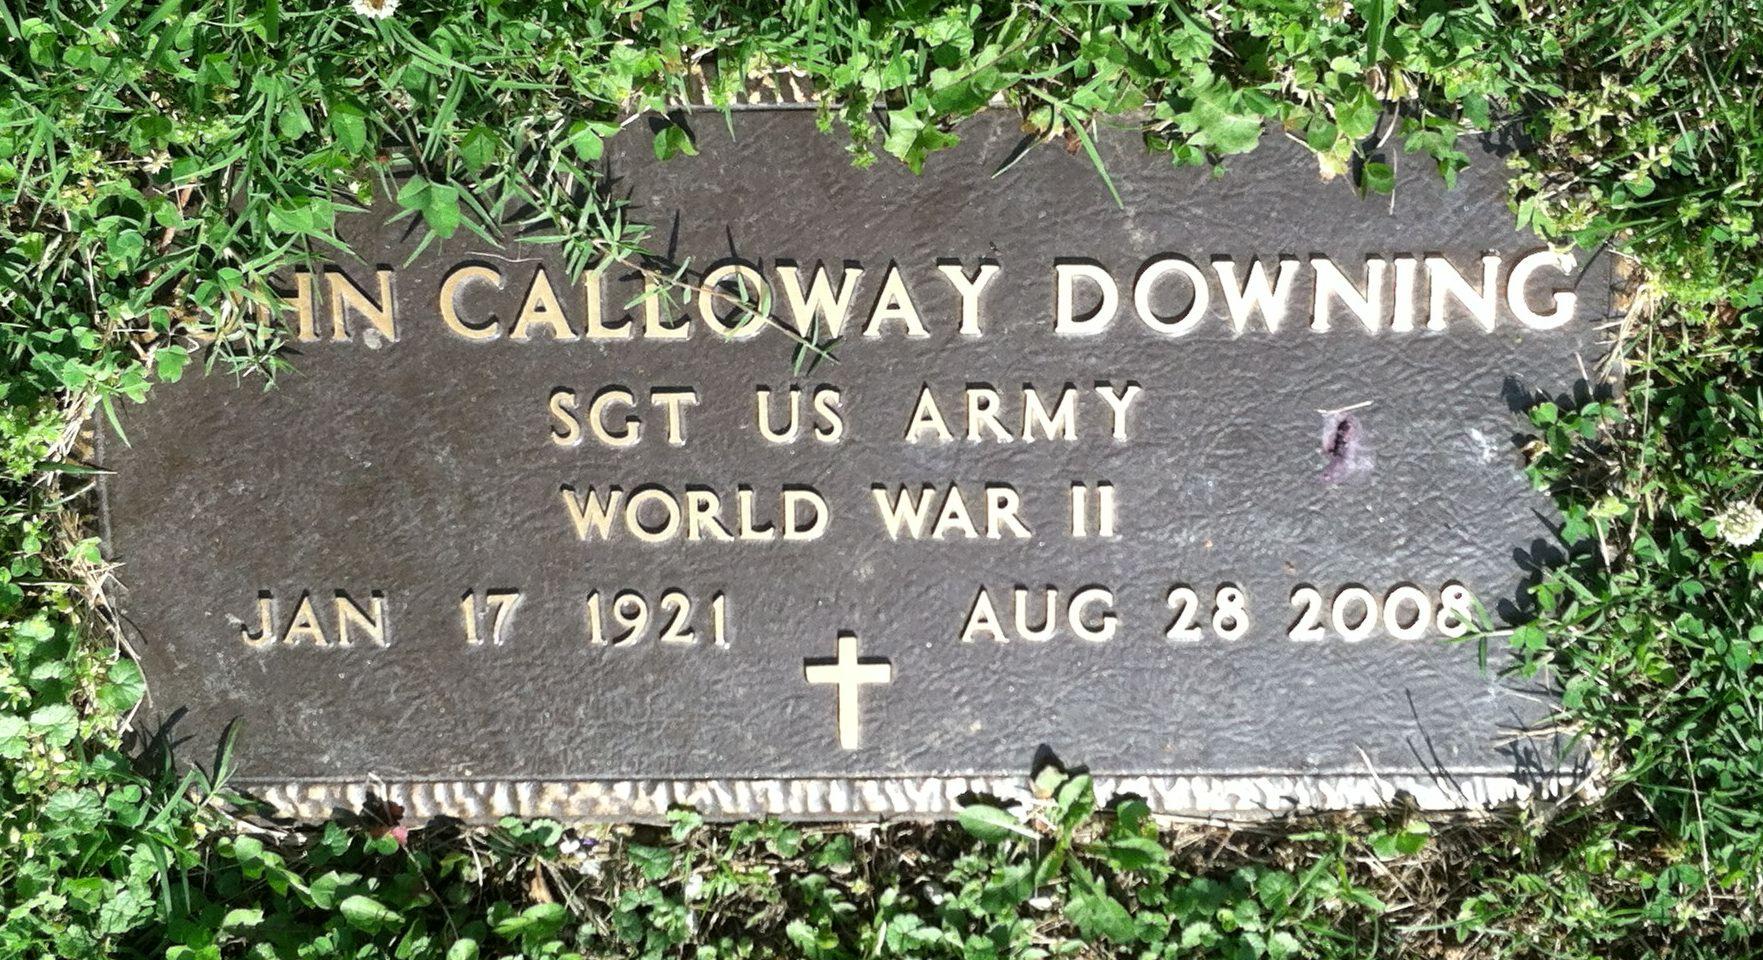 HN CALLOWAY DOWNING
SGT US ARMY
WORLD WAR II
JAN 17 1921 AUG 28 2008